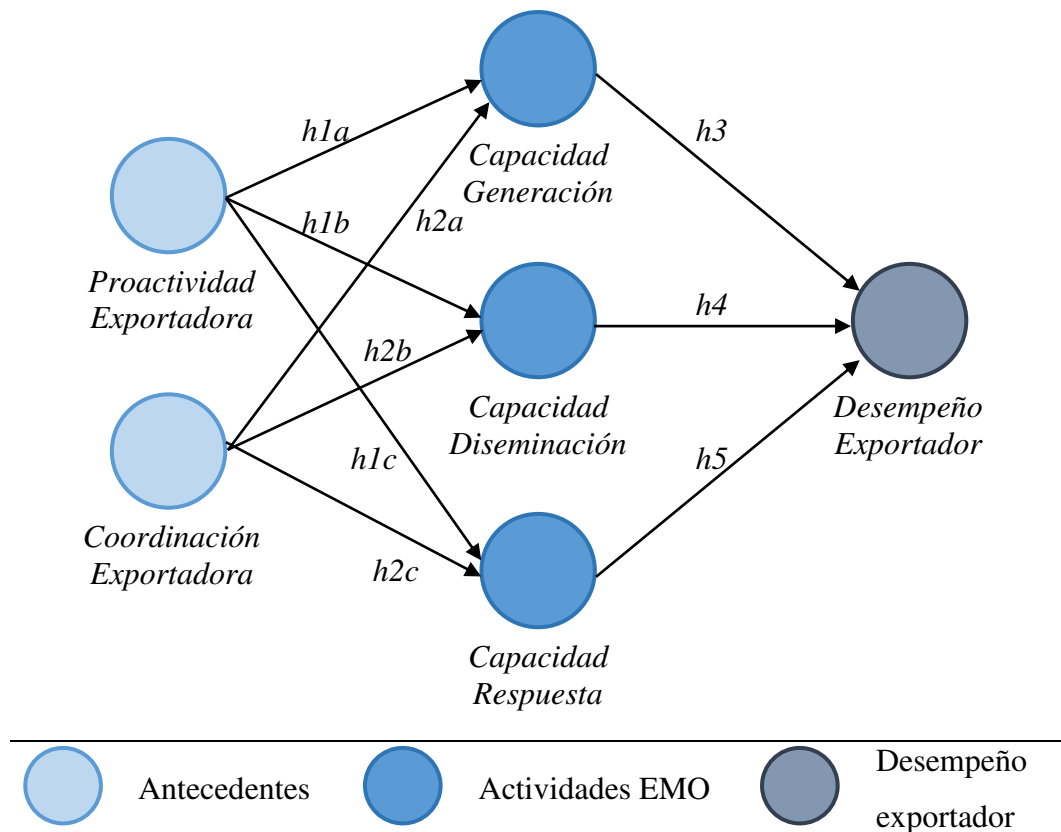 h1a
h3
Capacidad
Generación
h1b
h2a
Proactividad
Exportadora
h4
h2b
Capacidad
Diseminación
Desempeño
Exportador
h1c
h5
Coordinación
Exportadora
h2c
Capacidad
Respuesta
Antecedentes
Actividades EMO
Desempeño
exportador